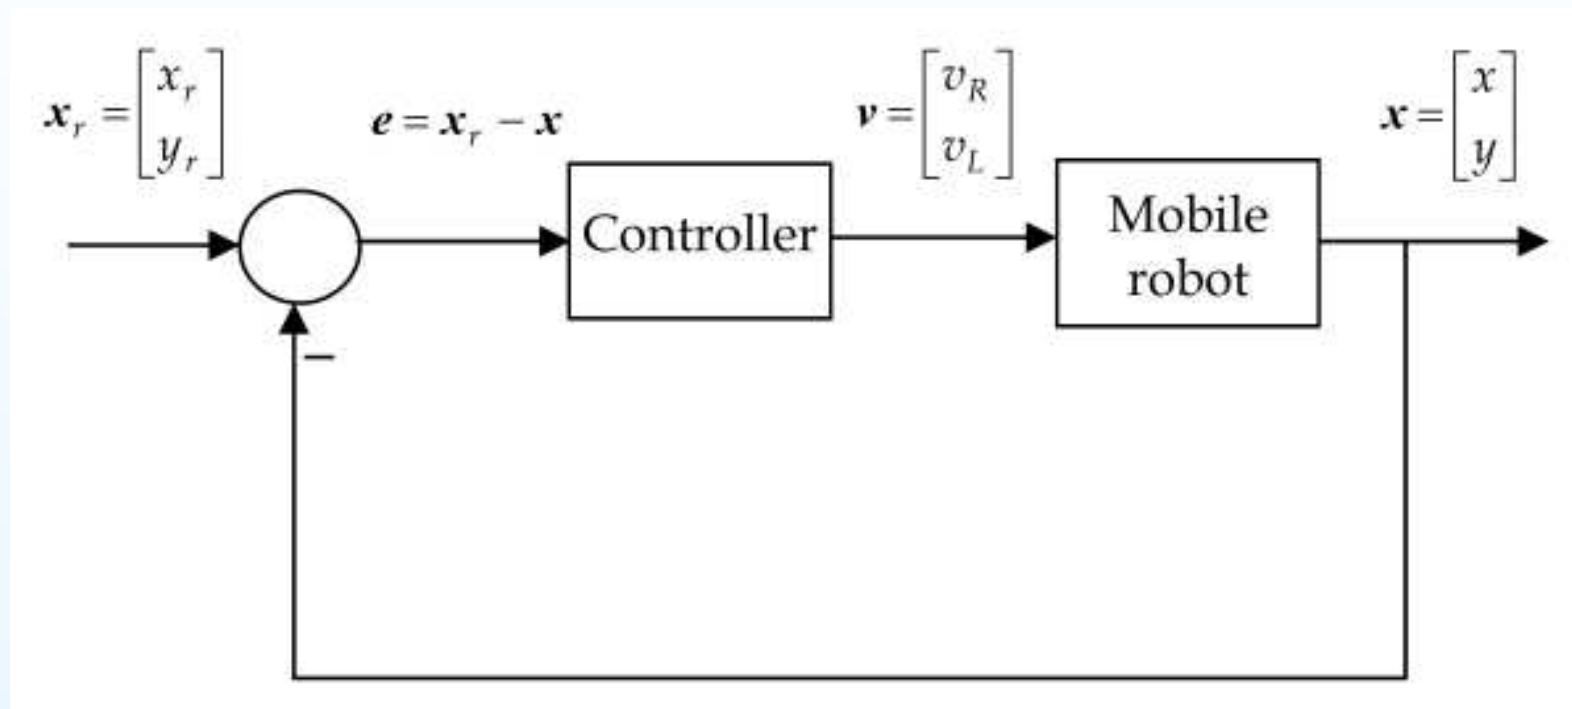 x_r = [x_r y_r]
e = x_r − x
v = [v_R v_L]
x = [x y]
Controller
Mobile
robot
−